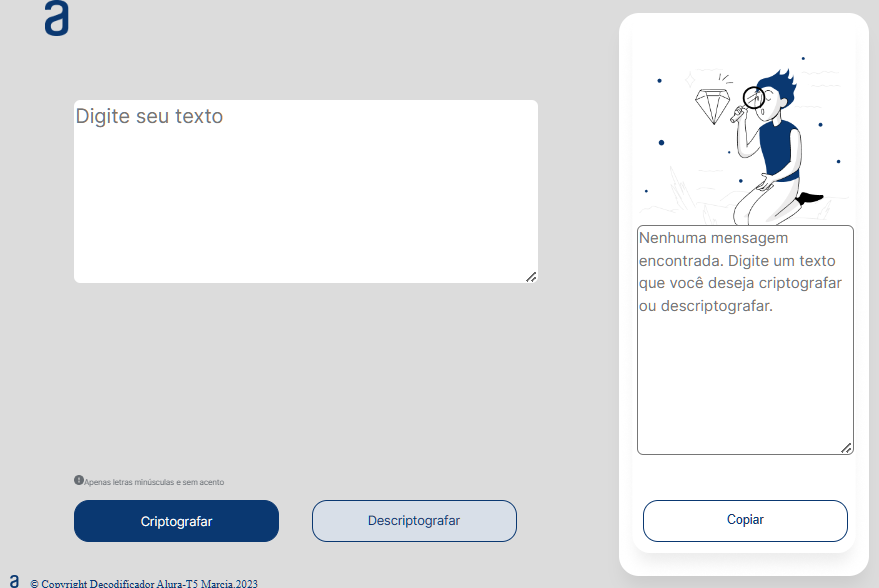 a
Digite seu texto
Nenhuma mensagem
encontrada. Digite um texto
que você deseja criptografar
ou descriptografar.
Apenas letras minúsculas e sem acento
Criptografar
Descriptografar
Copiar
a © Copyright Decodificador Alura-T5 Marcia.2023